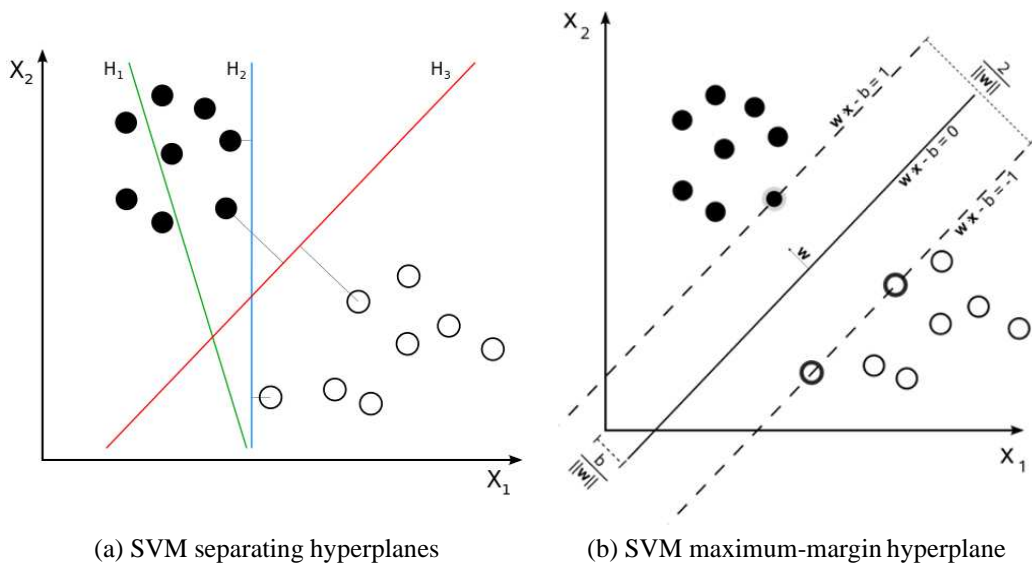 X2
H1
H2
H3
X1
(a) SVM separating hyperplanes
X2
w x - b = 1
2
||w||
w x - b = 0
w x - b = -1
w
b
||w||
X1
(b) SVM maximum-margin hyperplane